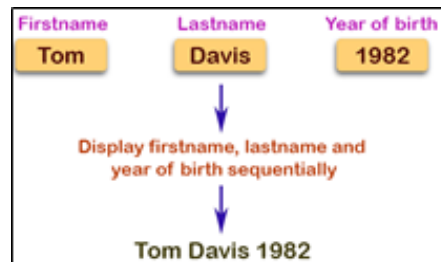 Firstname Lastname Year of birth
Tom Davis 1982
Display firstname, lastname and
year of birth sequentially
Tom Davis 1982